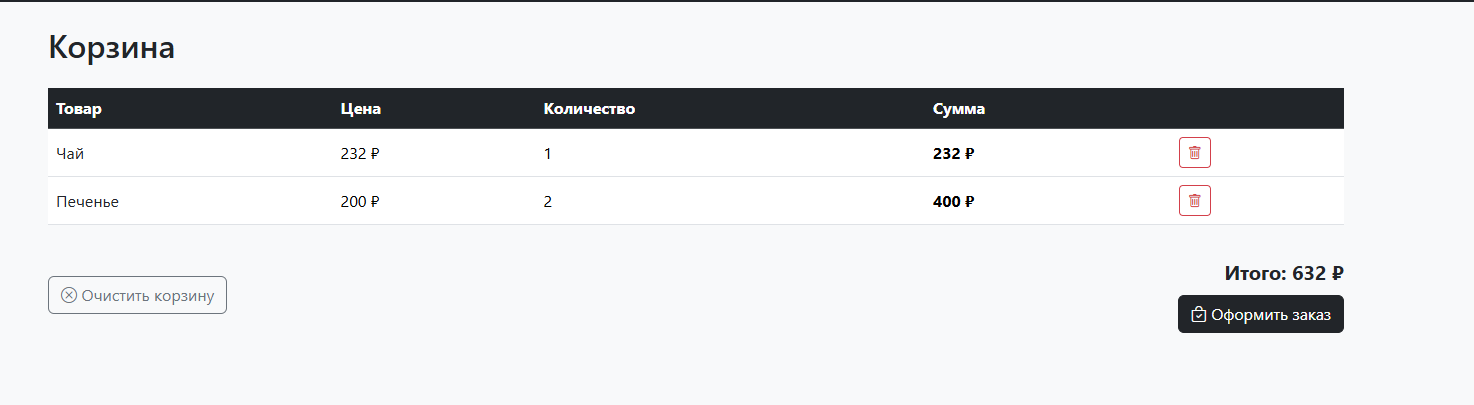 Корзина
Товар Цена Количество Сумма
Чай 232 ₽ 1 232 ₽
Печенье 200 ₽ 2 400 ₽
Итого: 632 ₽
Очистить корзину
Оформить заказ